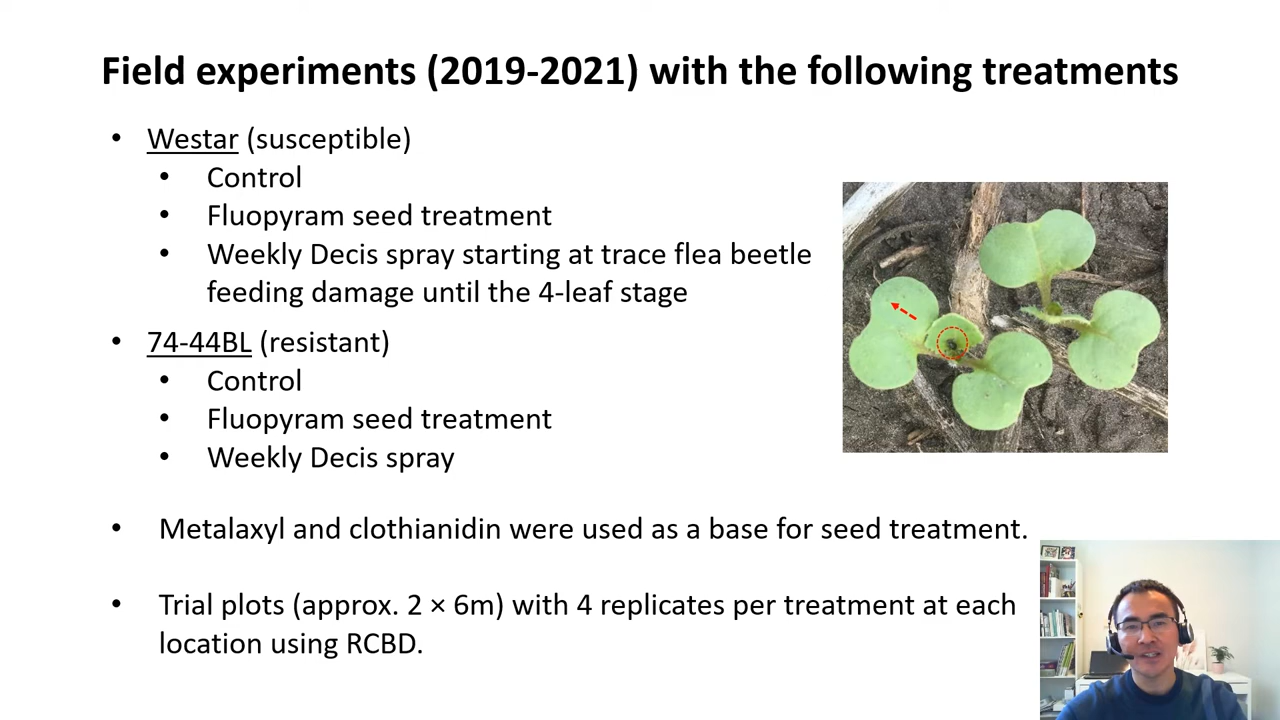 Field experiments (2019-2021) with the following treatments
• Westar (susceptible)
• Control
• Fluopyram seed treatment
• Weekly Decis spray starting at trace flea beetle
feeding damage until the 4-leaf stage
• 74-44BL (resistant)
• Control
• Fluopyram seed treatment
• Weekly Decis spray
• Metalaxyl and clothianidin were used as a base for seed treatment.
• Trial plots (approx. 2 × 6m) with 4 replicates per treatment at each
location using RCBD.